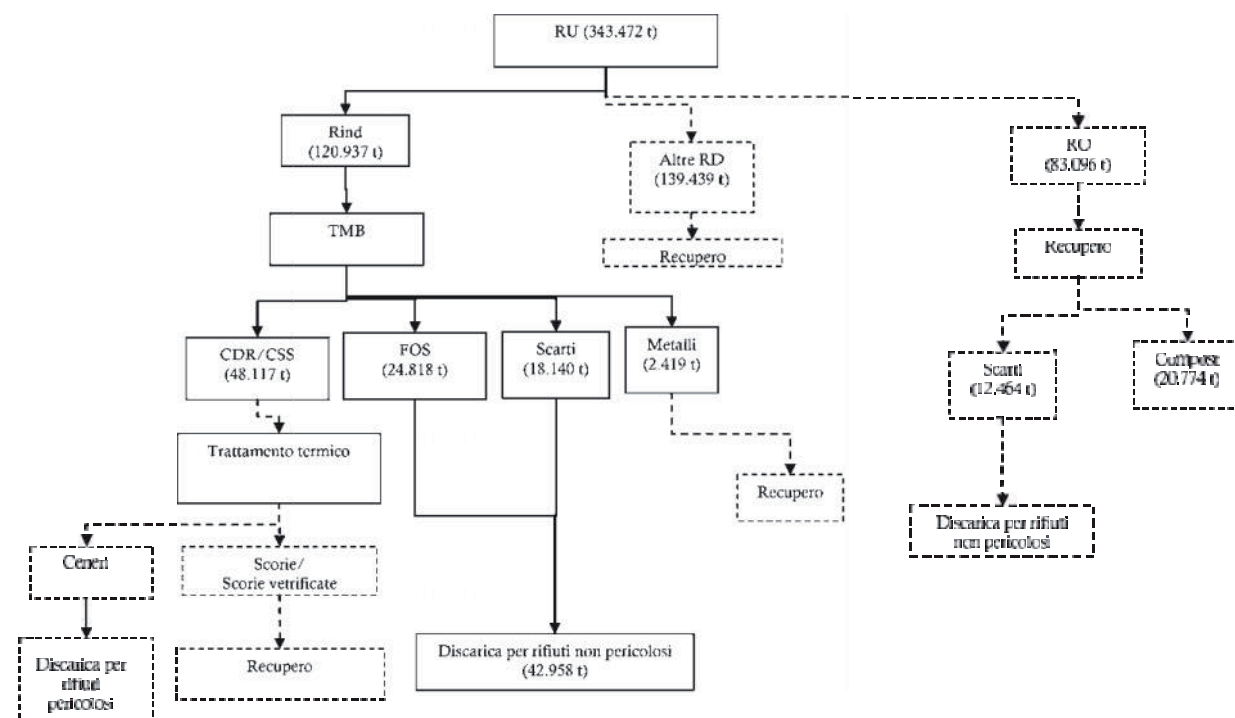 RU (343.472 t)
Rind
(120.937 t)
Altre RD
(139.439 t)
RO
(83.096 t)
TMB
Recupero
Recupero
CDR/CSS
(48.117 t)
FOS
(24.818 t)
Scarti
(18.140 t)
Metalli
(2.419 t)
Scarti
(12.464 t)
Compost
(20.774 t)
Trattamento termico
Recupero
Discarica per rifiuti
non pericolosi
Ceneri
Scorie/
Scorie vetrificate
Discarica per
rifiuti
pericolosi
Recupero
Discarica per rifiuti non pericolosi
(42.958 t)